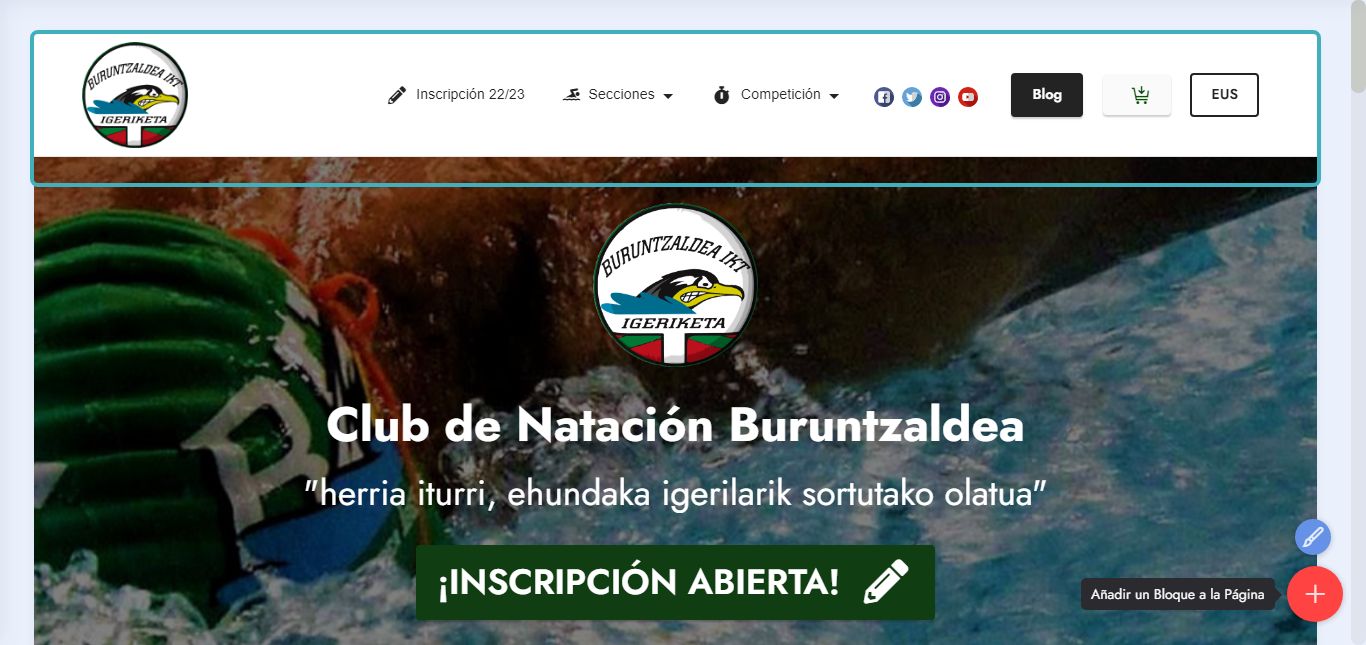 BURUNTZALDEA IKT
IGERIKETA
Inscripción 22/23
Secciones
Competición
Blog
EUS
BURUNTZALDEA IKT
IGERIKETA
Club de Natación Buruntzaldea
"herria iturri, ehundaka igerilarik sortutako olatua"
¡INSCRIPCIÓN ABIERTA!
Añadir un Bloque a la Página